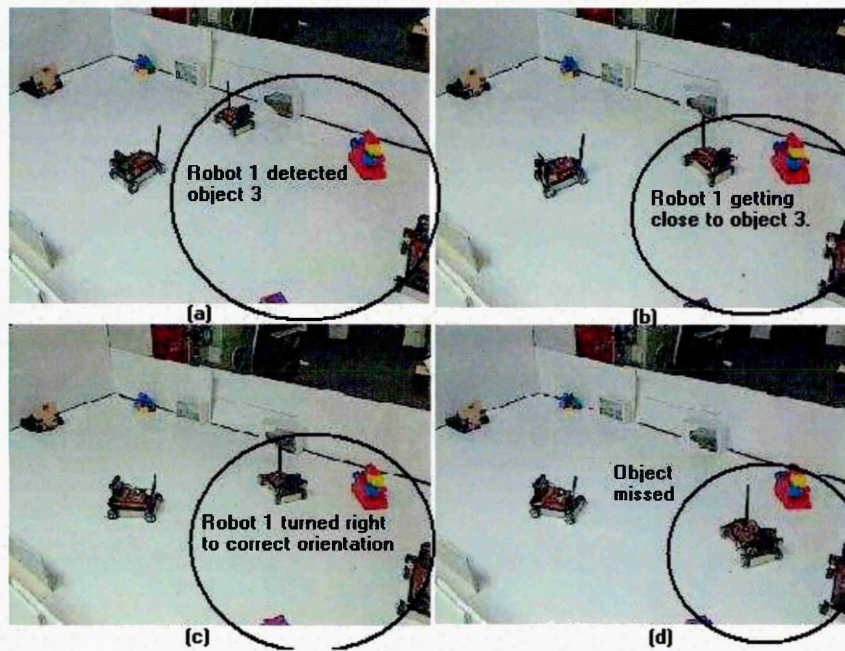 Robot 1 detected
object 3
(a)
Robot 1 getting
close to object 3.
(b)
Robot 1 turned right
to correct orientation
(c)
Object
missed
(d)